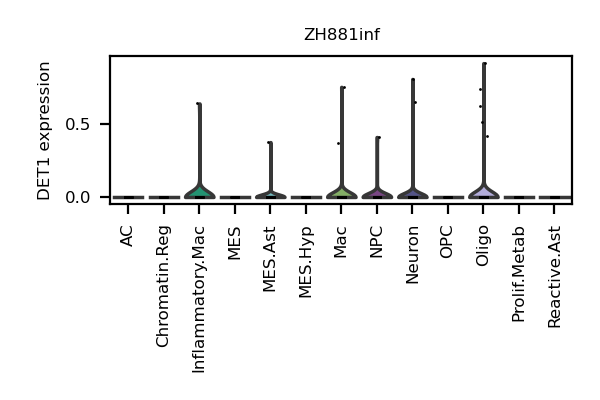 ZH881inf
DET1 expression
0.5
0.0
AC
Chromatin.Reg
Inflammatory.Mac
MES
MES.Ast
MES.Hyp
Mac
NPC
Neuron
OPC
Oligo
Prolif.Metab
Reactive.Ast